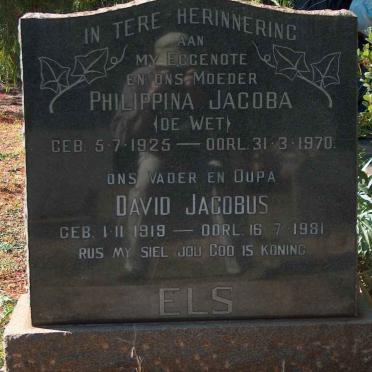 IN TERE HERINNERING
AAN
MY EGGENOTE
EN ONS MOEDER
PHILIPPINA JACOBA
(DE WET)
GEB. 5-7-1925 — OORL. 31-3-1970.
ONS VADER EN OUPA
DAVID JACOBUS
GEB. 1-11-1919 — OORL. 16-7-1981
RUS MY SIEL JOU GOD IS KONING
ELS